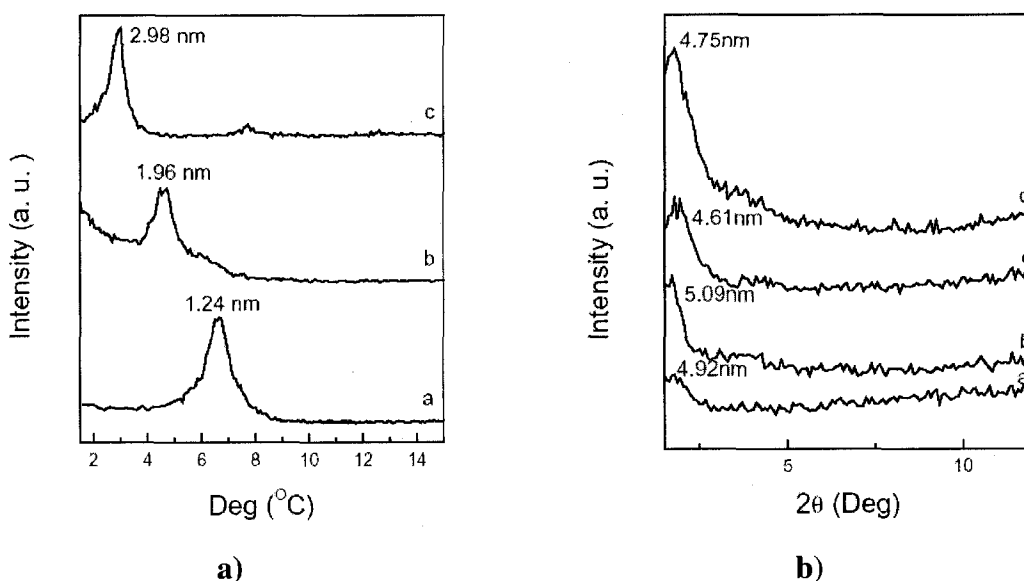 2.98 nm
c
1.96 nm
b
1.24 nm
a
Intensity (a. u.)
2 4 6 8 10 12 14
Deg (°C)
a)
4.75nm
4.61nm
5.09nm
4.92nm
Intensity (a. u.)
5 10
2θ (Deg)
b)